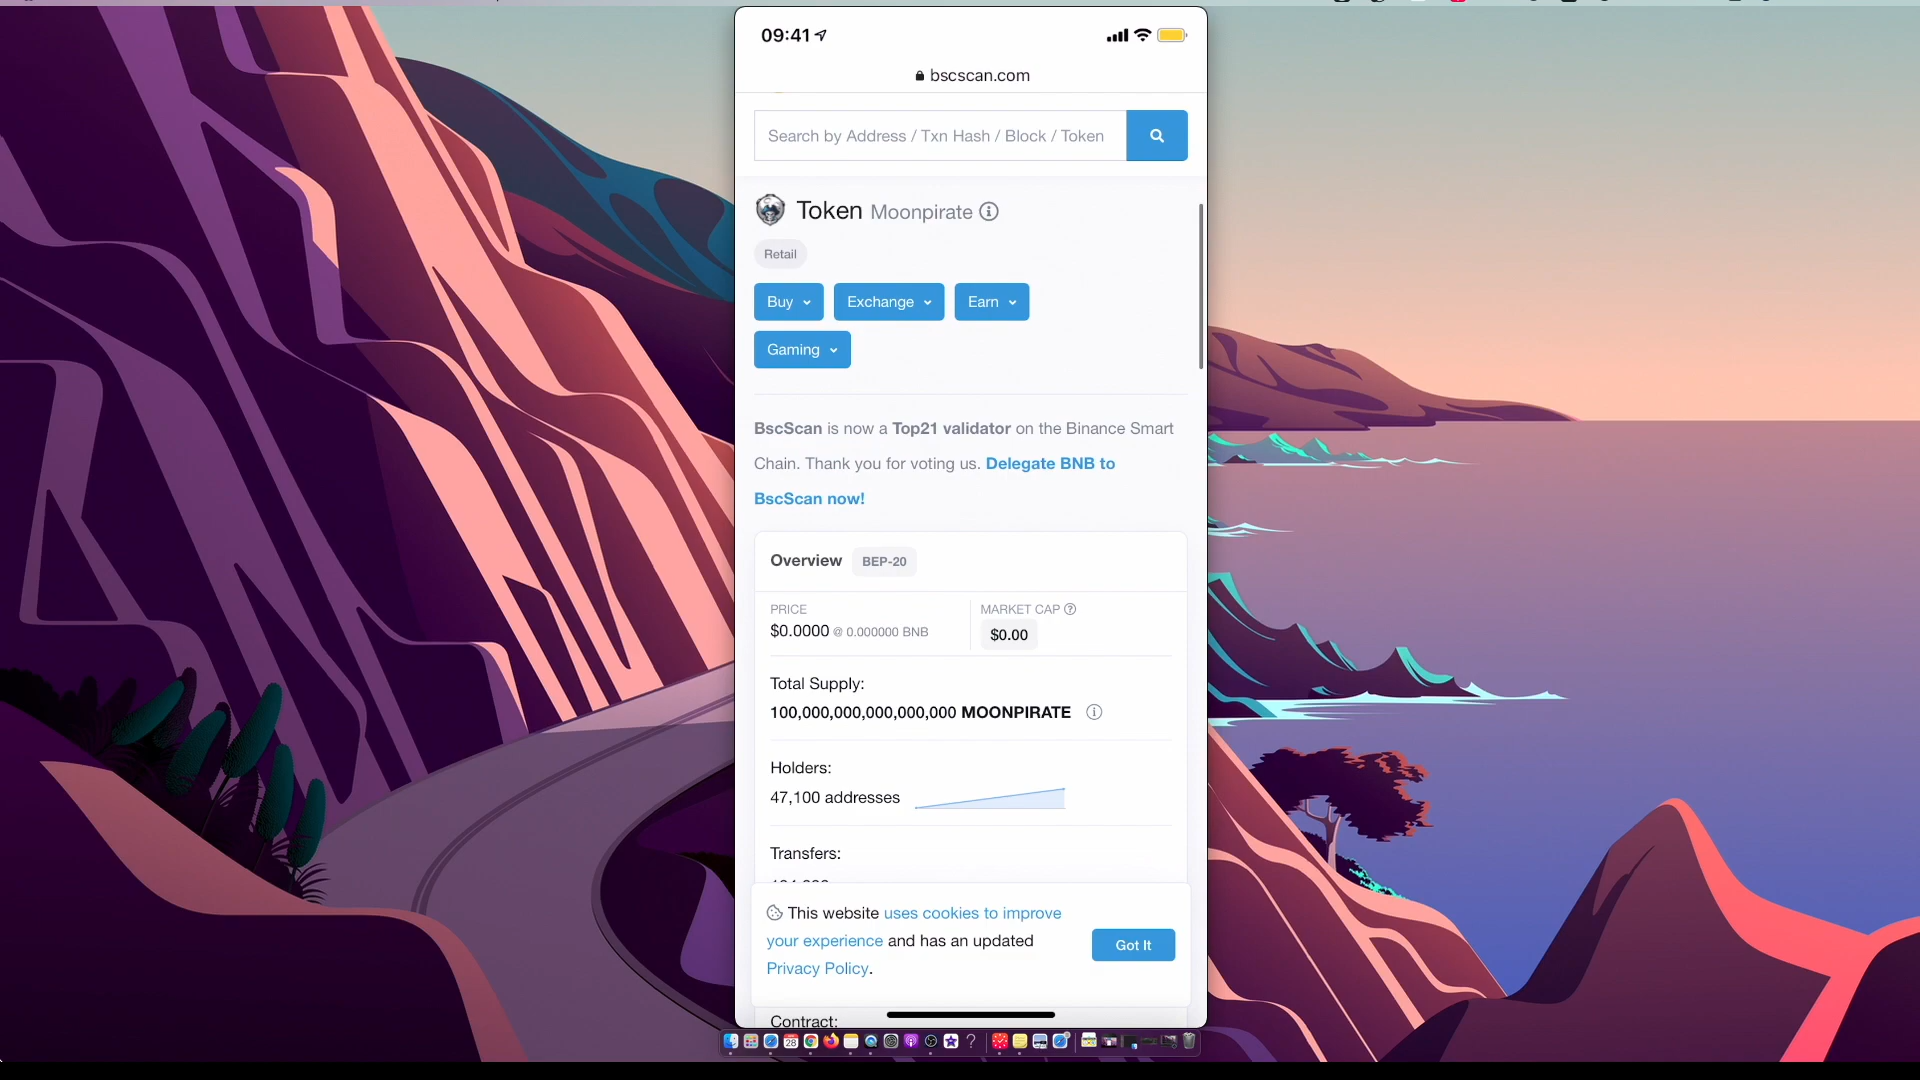 09:41
bscscan.com
Search by Address / Txn Hash / Block / Token
Token Moonpirate
Retail
Buy Exchange Earn
Gaming
BscScan is now a Top21 validator on the Binance Smart
Chain. Thank you for voting us. Delegate BNB to
BscScan now!
Overview BEP-20
PRICE
$0.0000 @ 0.000000 BNB
MARKET CAP
$0.00
Total Supply:
100,000,000,000,000,000 MOONPIRATE
Holders:
47,100 addresses
Transfers:
This website uses cookies to improve
your experience and has an updated
Privacy Policy.
Got It
Contract:
28